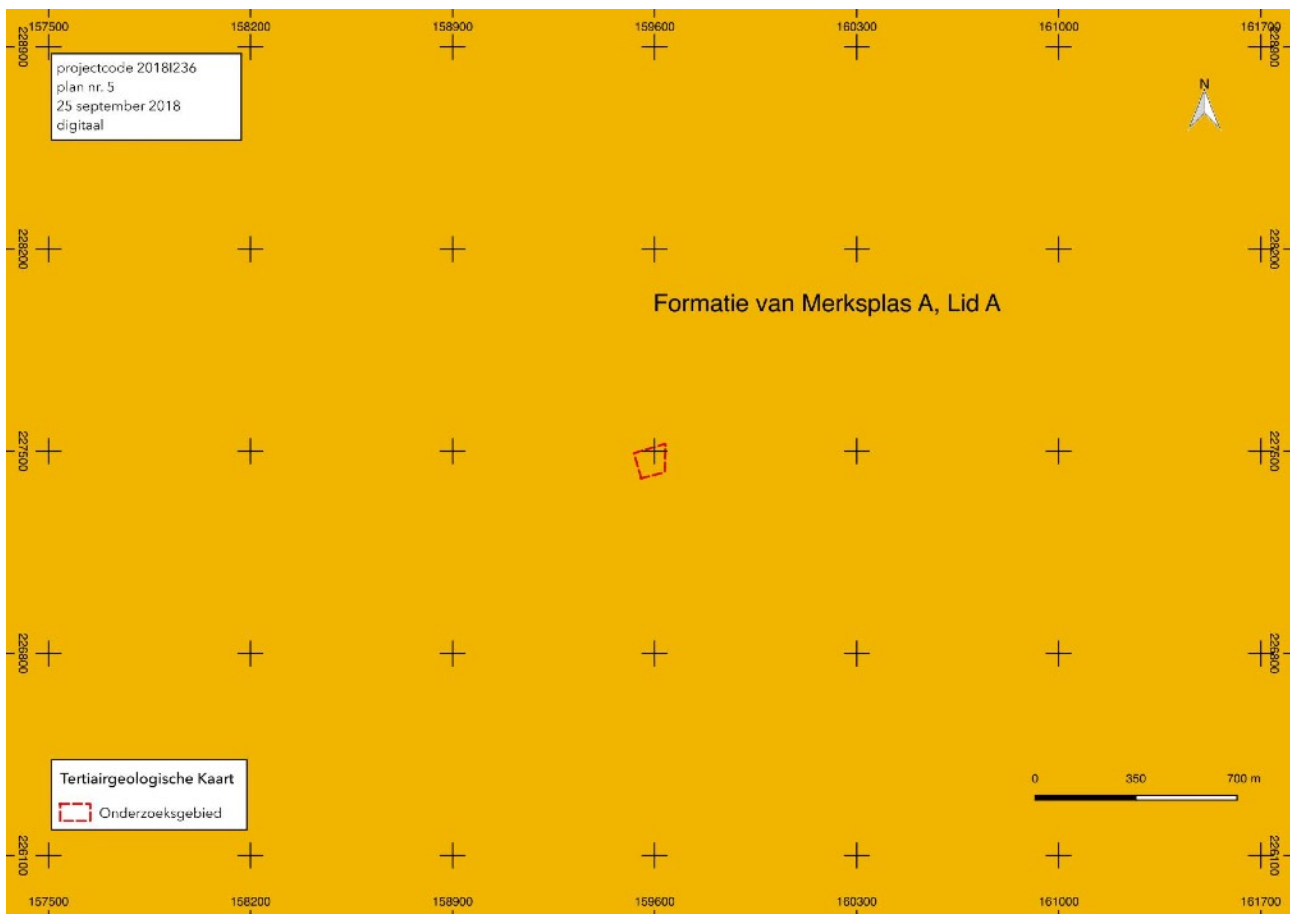 157500 158200 158900 159600 160300 161000 161700
228900 228900
projectcode 2018I236
plan nr. 5
25 september 2018
digitaal
N
228200 228200
Formatie van Merksplas A, Lid A
227500 227500
226800 226800
Tertiairgeologische Kaart
Onderzoeksgebied
0 350 700 m
226100 226100
157500 158200 158900 159600 160300 161000 161700